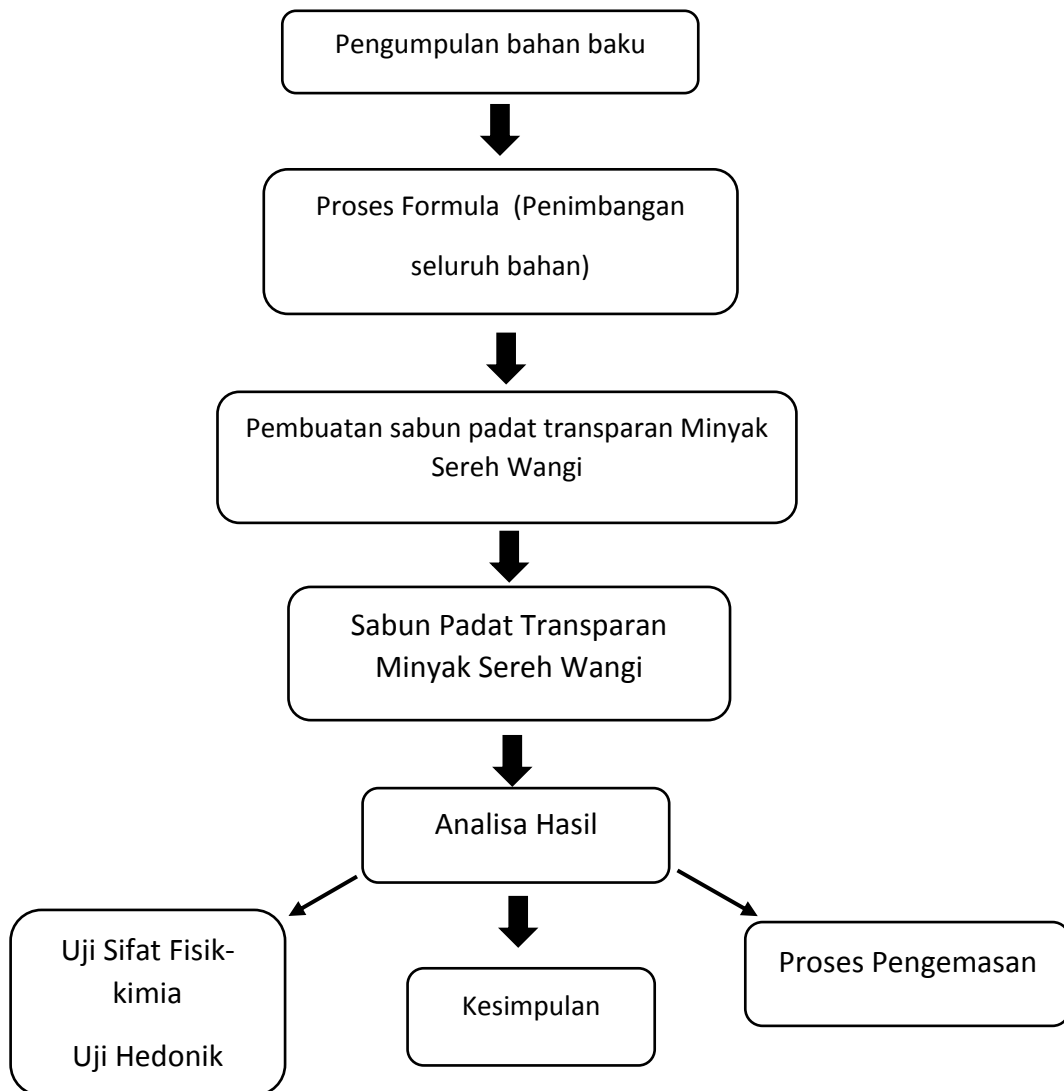 Pengumpulan bahan baku
Proses Formula (Penimbangan
seluruh bahan)
Pembuatan sabun padat transparan Minyak
Sereh Wangi
Sabun Padat Transparan
Minyak Sereh Wangi
Analisa Hasil
Uji Sifat Fisik-
kimia
Uji Hedonik
Kesimpulan
Proses Pengemasan